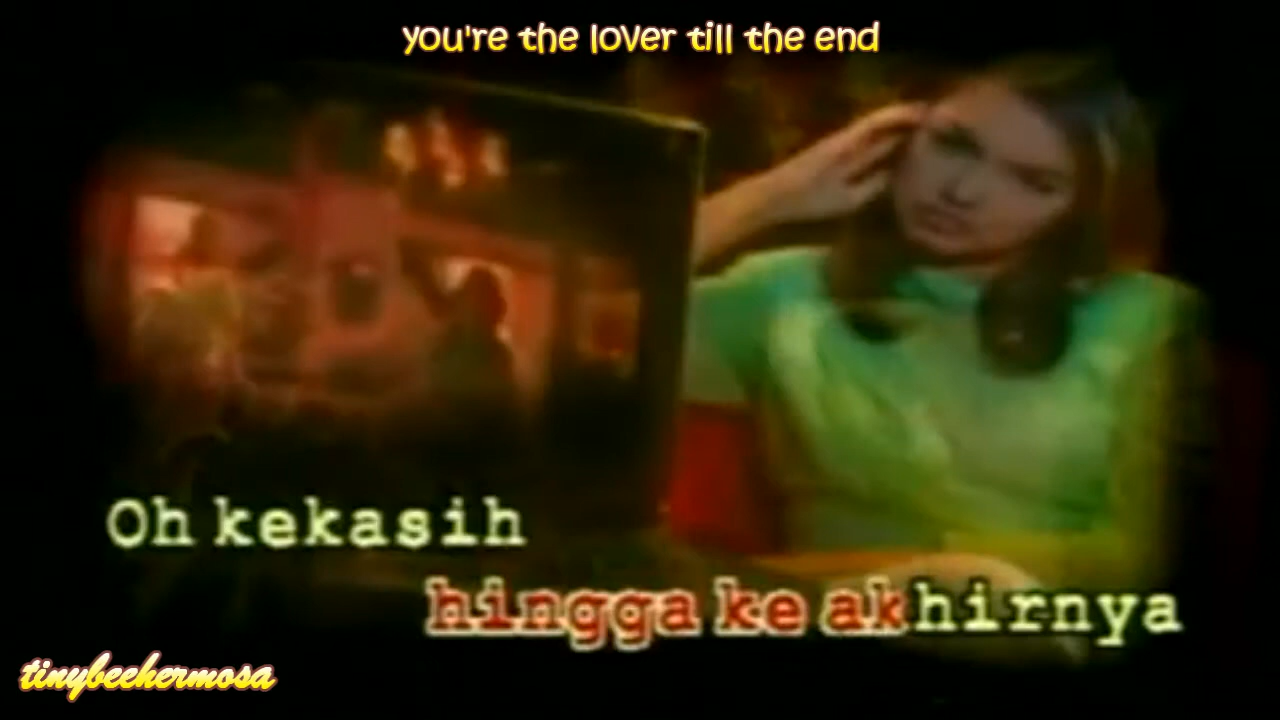 you're the lover till the end
Oh kekasih
hingga ke akhirnya
tinybeehermosa